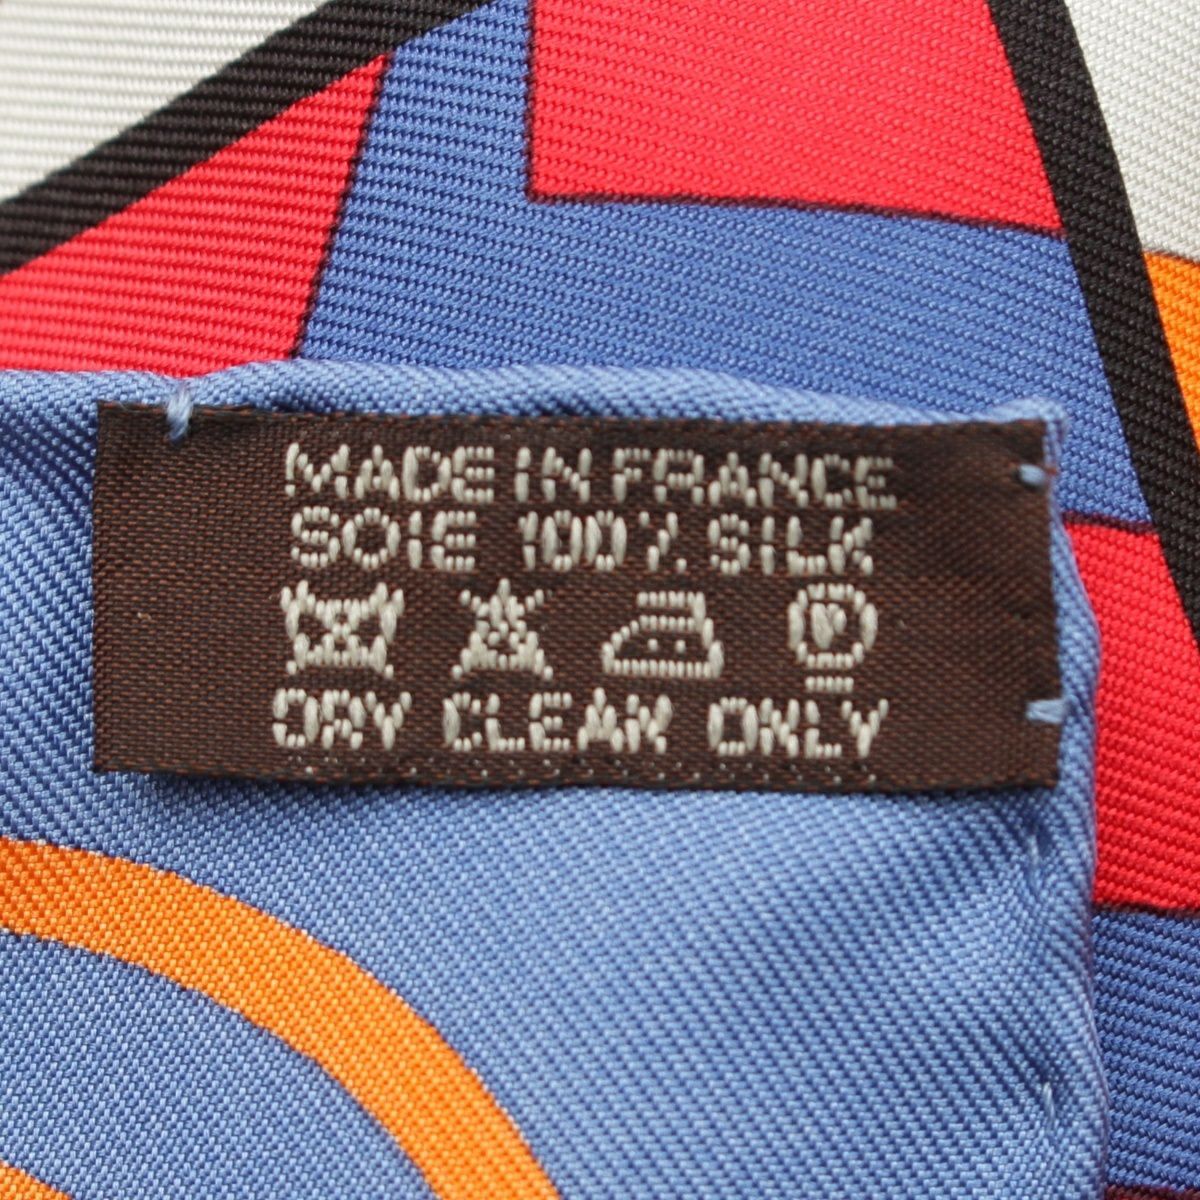 MADE IN FRANCE
SOIE 100% SILK
P
DRY CLEAN ONLY